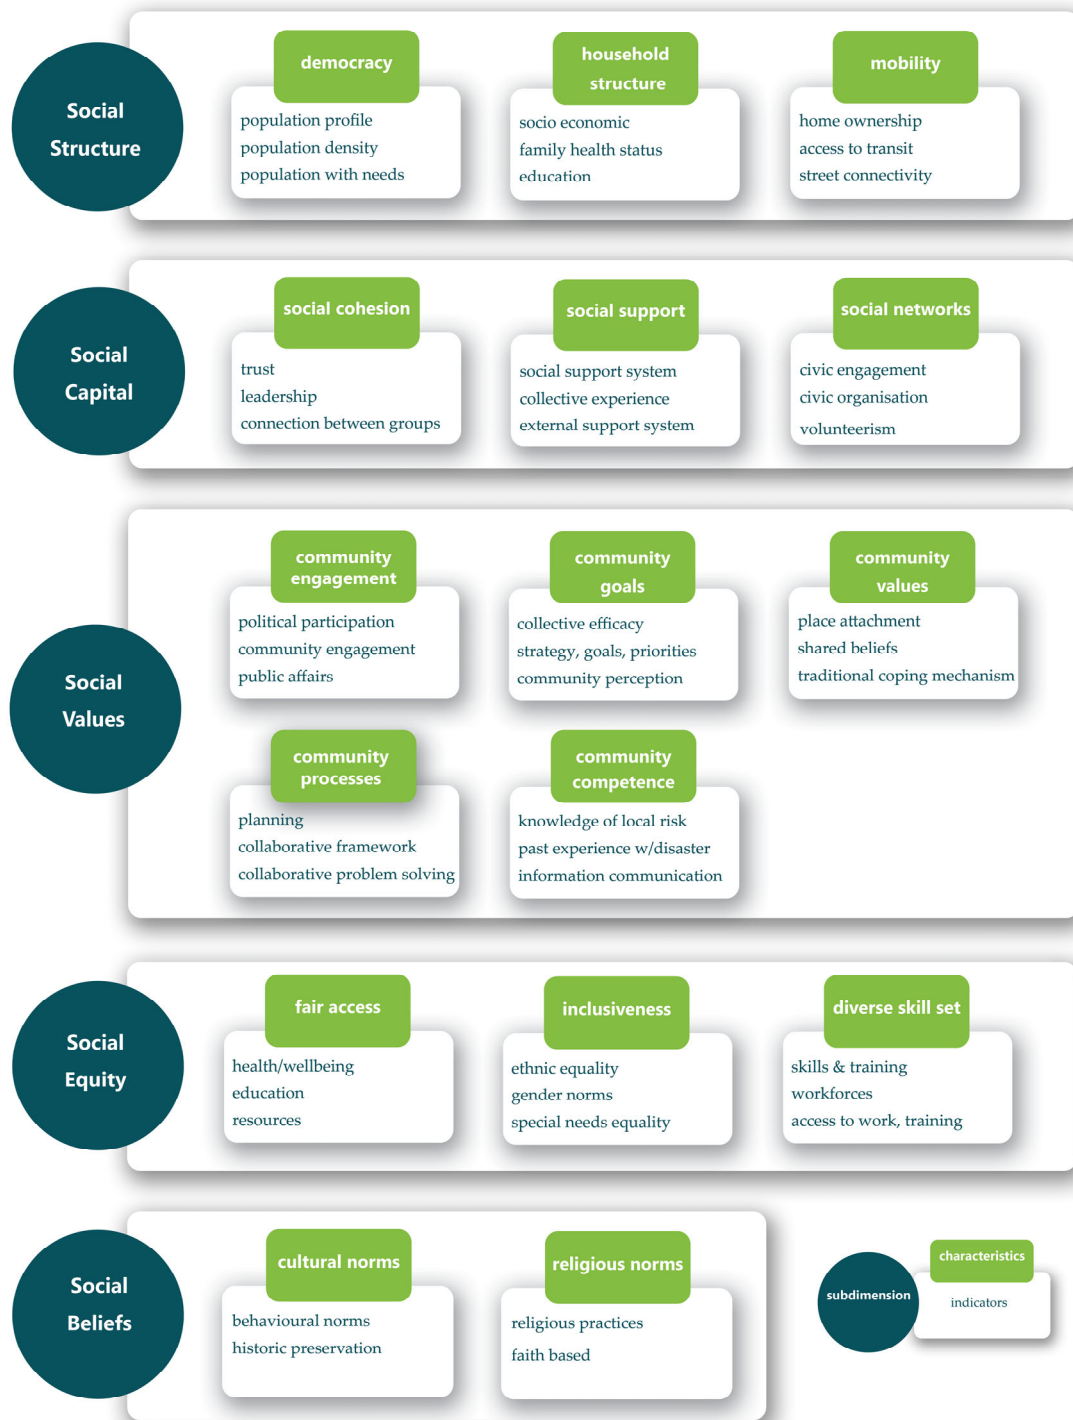 Social
Structure
democracy
population profile
population density
population with needs
household
structure
socio economic
family health status
education
mobility
home ownership
access to transit
street connectivity
Social
Capital
social cohesion
trust
leadership
connection between groups
social support
social support system
collective experience
external support system
social networks
civic engagement
civic organisation
volunteerism
Social
Values
community
engagement
political participation
community engagement
public affairs
community
goals
collective efficacy
strategy, goals, priorities
community perception
community
values
place attachment
shared beliefs
traditional coping mechanism
community
processes
planning
collaborative framework
collaborative problem solving
community
competence
knowledge of local risk
past experience w/disaster
information communication
Social
Equity
fair access
health/wellbeing
education
resources
inclusiveness
ethnic equality
gender norms
special needs equality
diverse skill set
skills & training
workforces
access to work, training
Social
Beliefs
cultural norms
behavioural norms
historic preservation
religious norms
religious practices
faith based
subdimension
characteristics
indicators